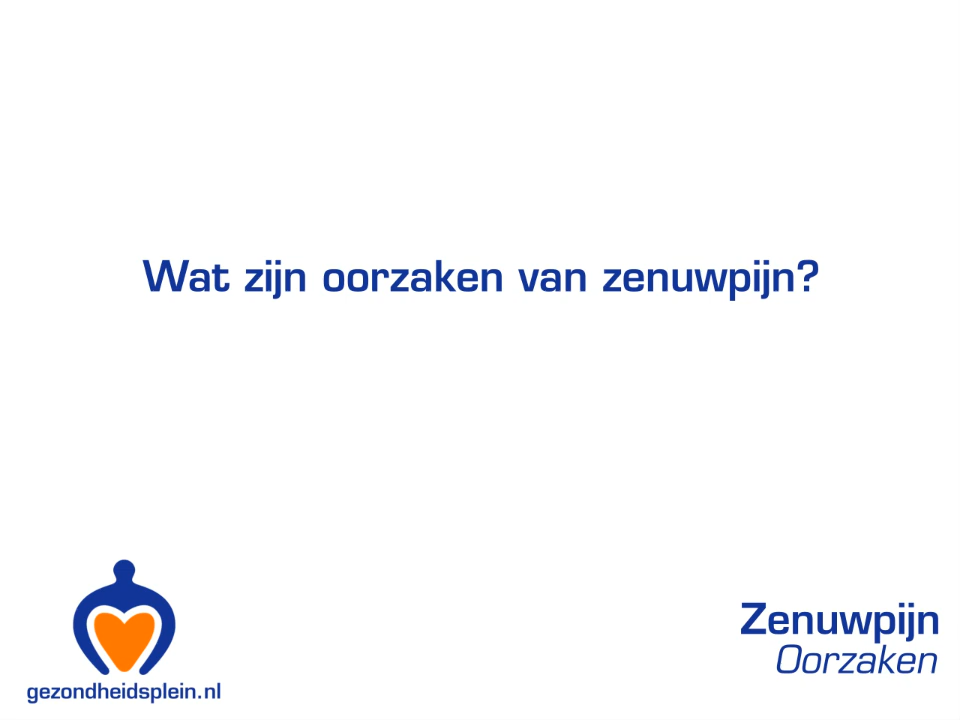 Wat zijn oorzaken van zenuwpijn?
gezondheidsplein.nl
Zenuwpijn
Oorzaken